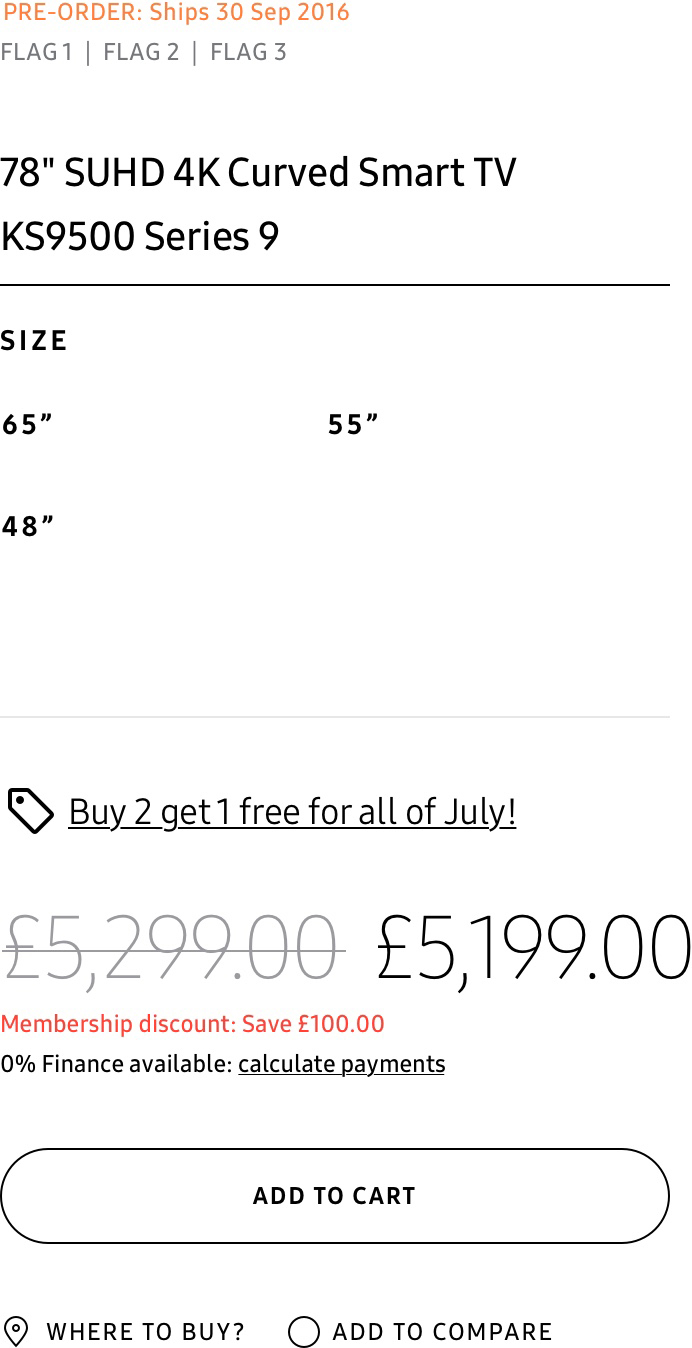 PRE-ORDER: Ships 30 Sep 2016
FLAG 1 | FLAG 2 | FLAG 3
78" SUHD 4K Curved Smart TV
KS9500 Series 9
SIZE
65” 55”
48”
Buy 2 get 1 free for all of July!
£5,299.00 £5,199.00
Membership discount: Save £100.00
0% Finance available: calculate payments
ADD TO CART
WHERE TO BUY? ADD TO COMPARE